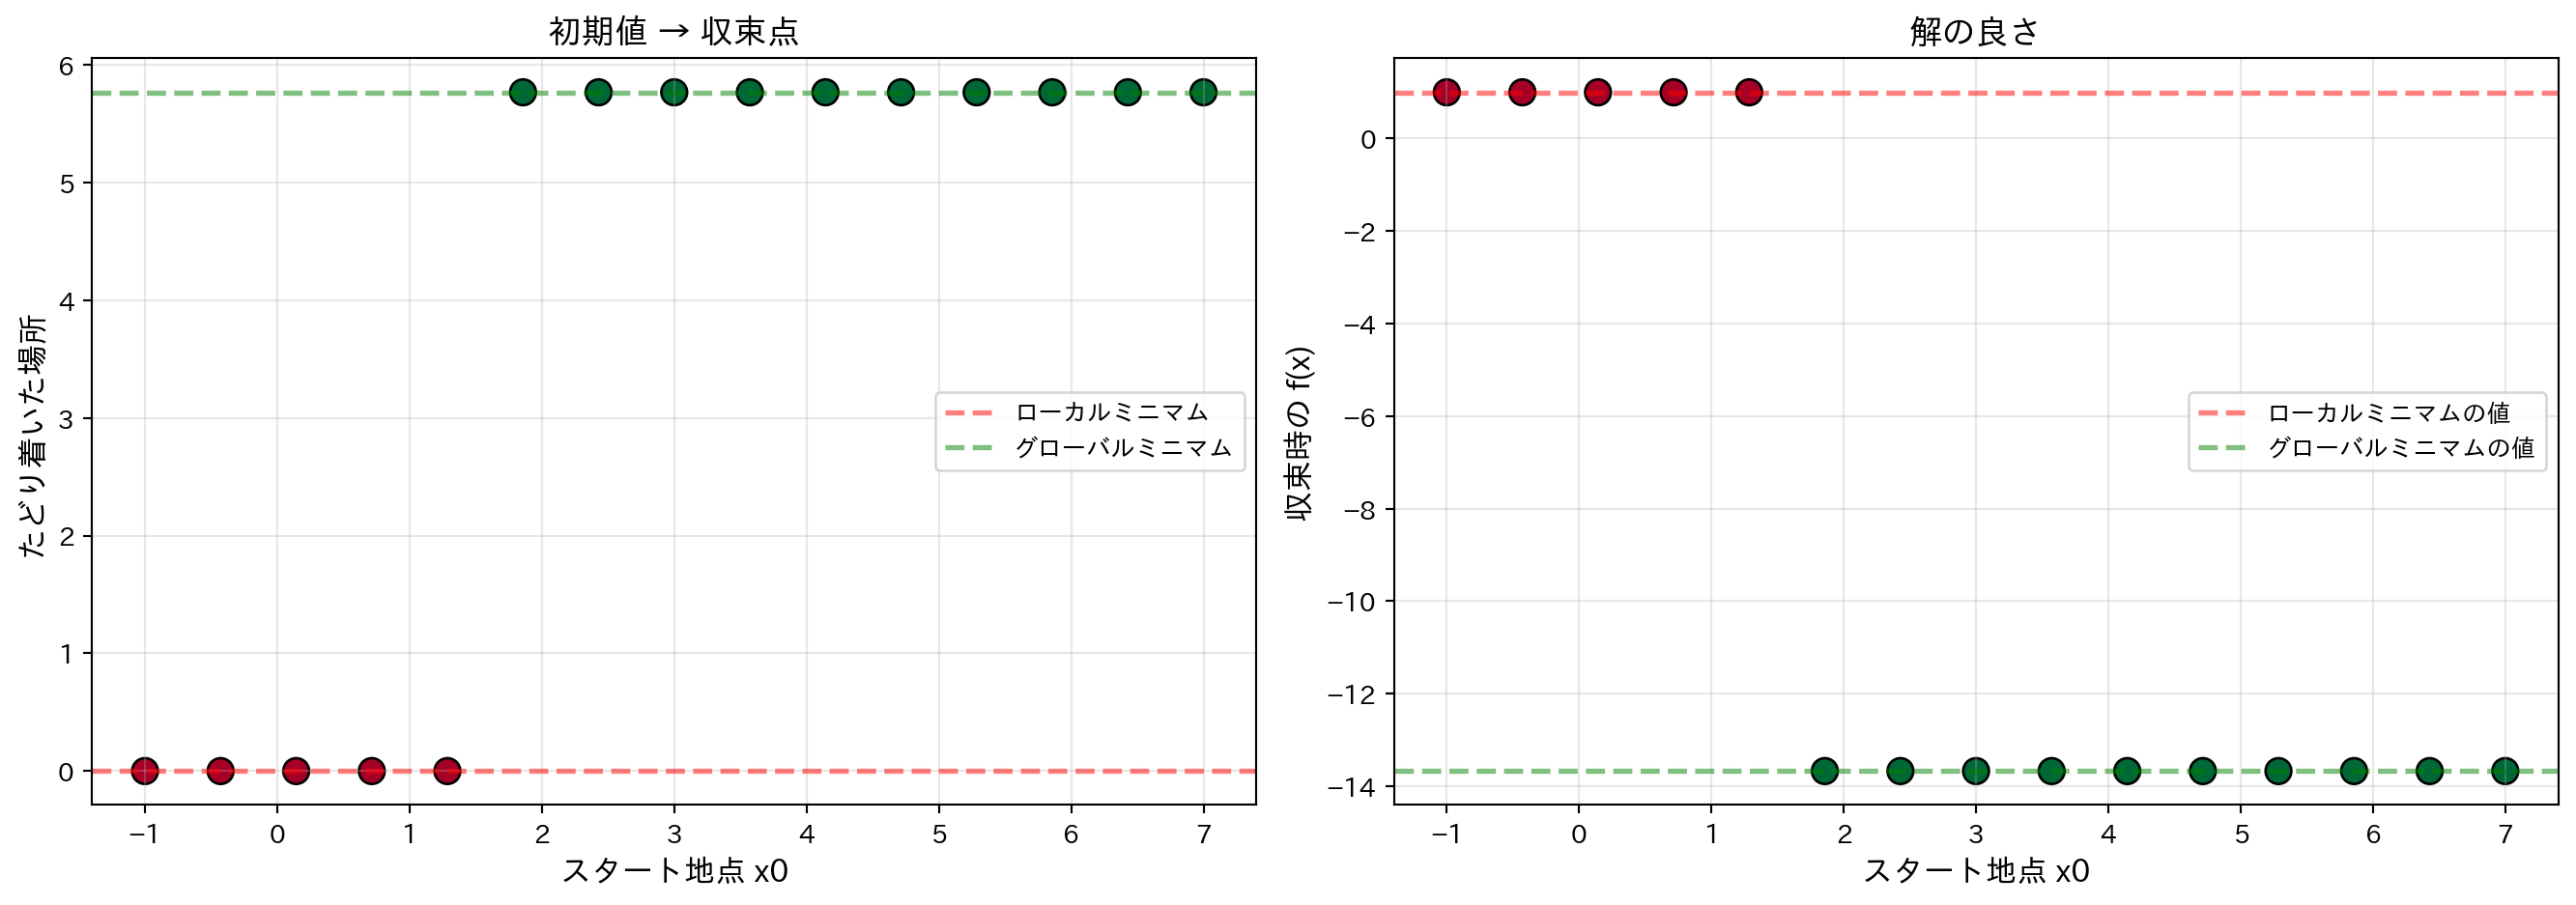 初期値 → 収束点
6
5
4
3
2
1
0
たどり着いた場所
ローカルミニマム
グローバルミニマム
−1 0 1 2 3 4 5 6 7
スタート地点 x0
解の良さ
0
−2
−4
−6
−8
−10
−12
−14
収束時の f(x)
ローカルミニマムの値
グローバルミニマムの値
−1 0 1 2 3 4 5 6 7
スタート地点 x0